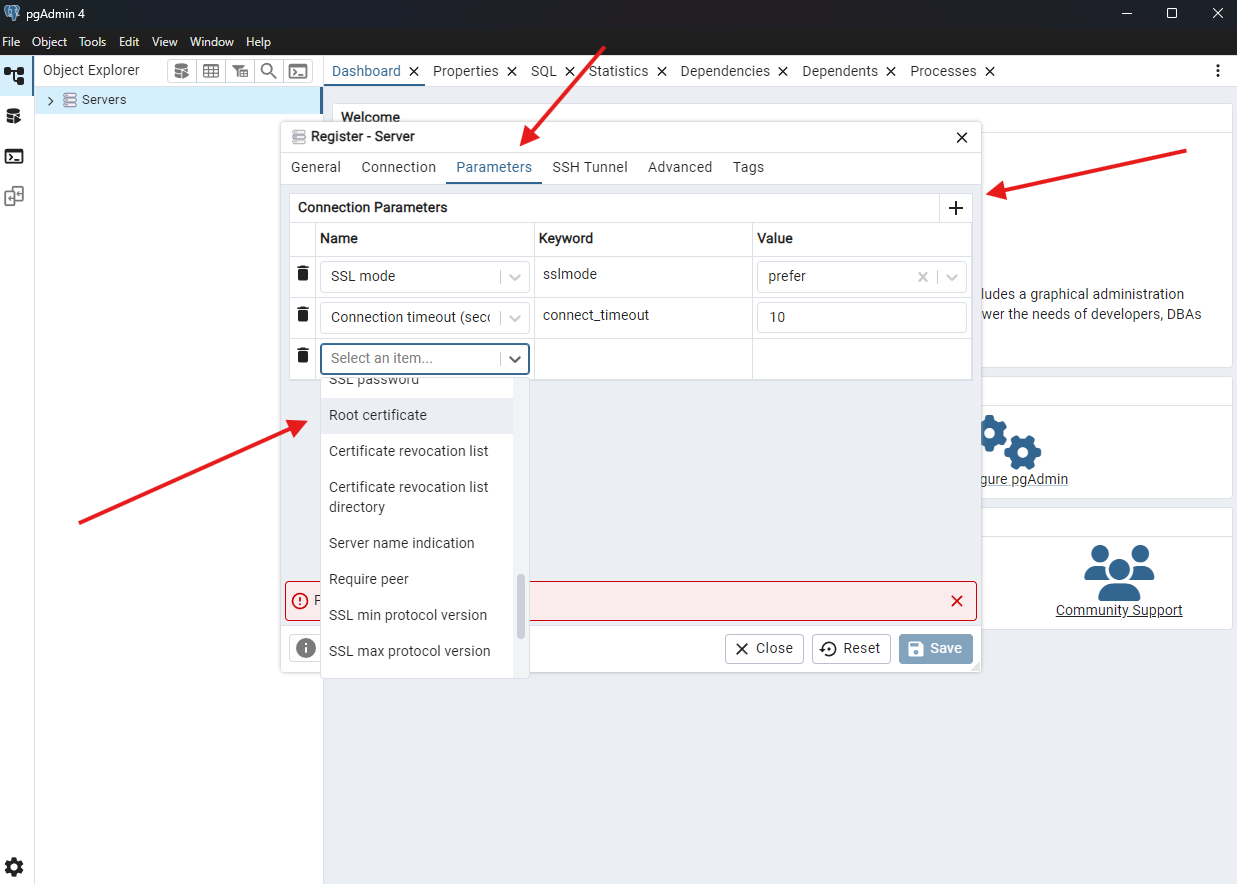 pgAdmin 4
File Object Tools Edit View Window Help
Object Explorer
Dashboard Properties SQL Statistics Dependencies Dependents Processes
Servers
Welcome
Register - Server
General Connection Parameters SSH Tunnel Advanced Tags
Connection Parameters
Name Keyword Value
SSL mode sslmode prefer
Connection timeout (sec connect_timeout 10
Select an item...
SSL password
Root certificate
Certificate revocation list
Certificate revocation list
directory
Server name indication
Require peer
SSL min protocol version
SSL max protocol version
ludes a graphical administration
wer the needs of developers, DBAs
gure pgAdmin
Community Support
Close Reset Save